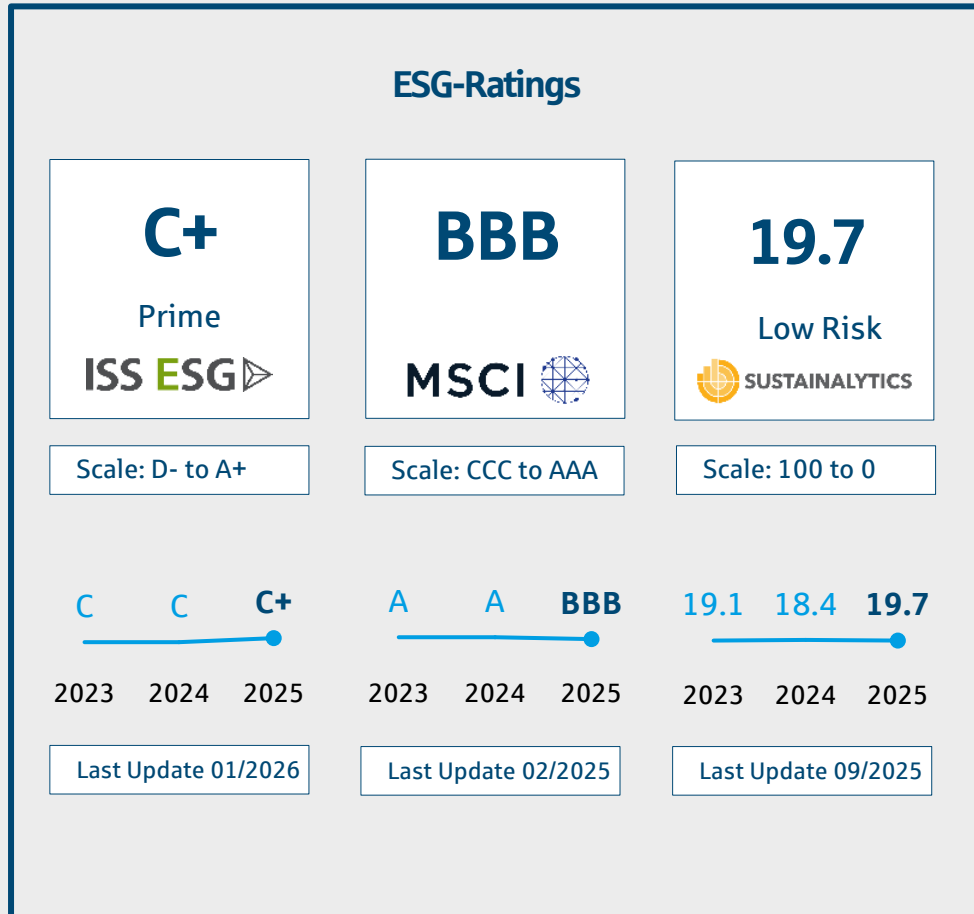 ESG-Ratings
C+
Prime
ISS ESG
Scale: D- to A+
BBB
MSCI
Scale: CCC to AAA
19.7
Low Risk
SUSTAINALYTICS
Scale: 100 to 0
C C C+
2023 2024 2025
Last Update 01/2026
A A BBB
2023 2024 2025
Last Update 02/2025
19.1 18.4 19.7
2023 2024 2025
Last Update 09/2025